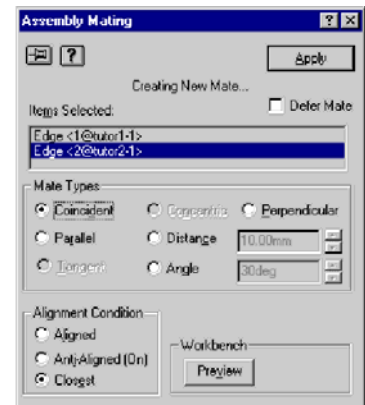 Assembly Mating
? Apply
Creating New Mate...
Items Selected: Defer Mate
Edge <1@tutor1-1>
Edge <2@tutor2-1>
Mate Types
Coincident Concentric Perpendicular
Parallel Distance 10.00mm
Tangent Angle 30deg
Alignment Condition
Aligned
Anti-Aligned (On)
Closest
Workbench
Preview